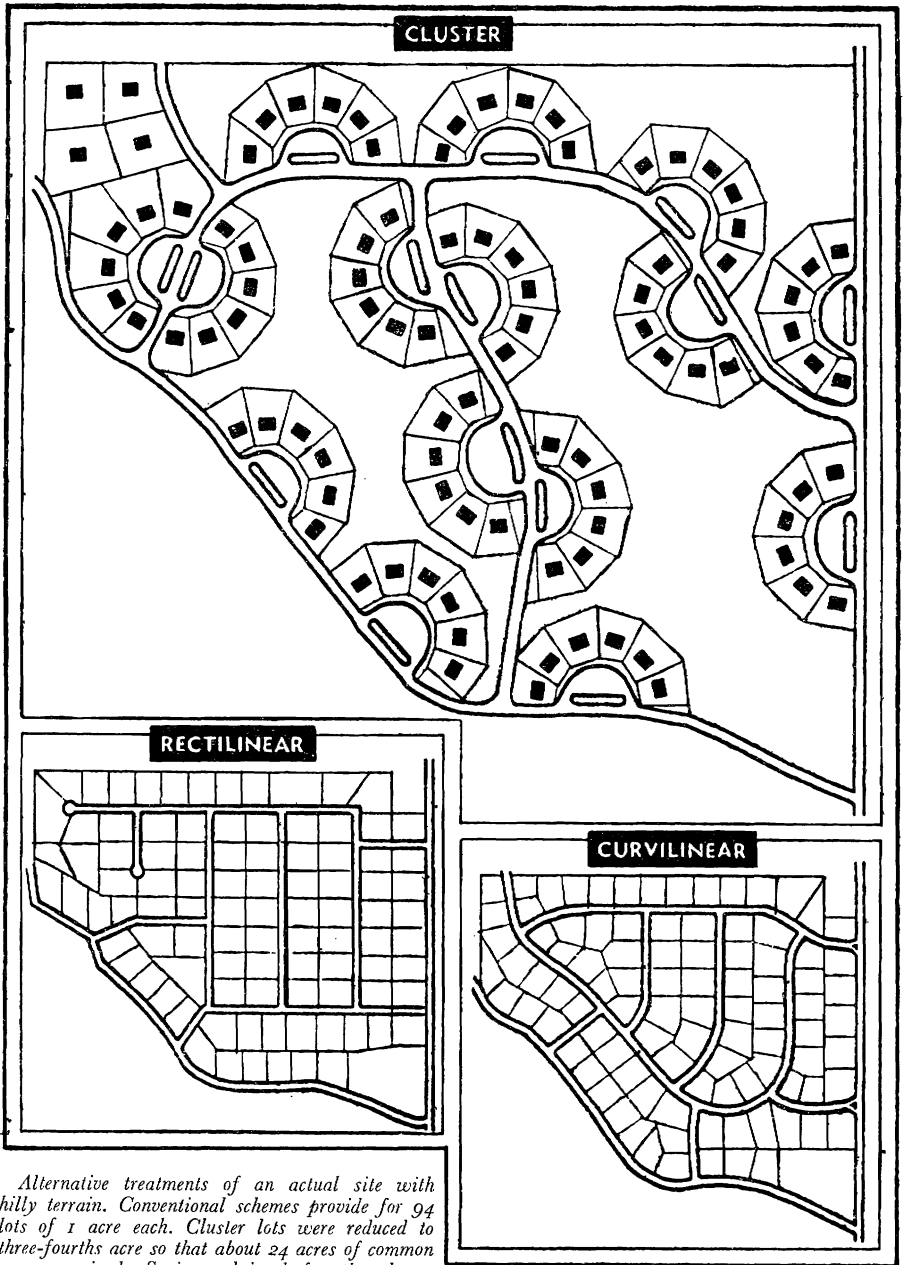 CLUSTER
RECTILINEAR
CURVILINEAR
Alternative treatments of an actual site with
hilly terrain. Conventional schemes provide for 94
lots of 1 acre each. Cluster lots were reduced to
three-fourths acre so that about 24 acres of common